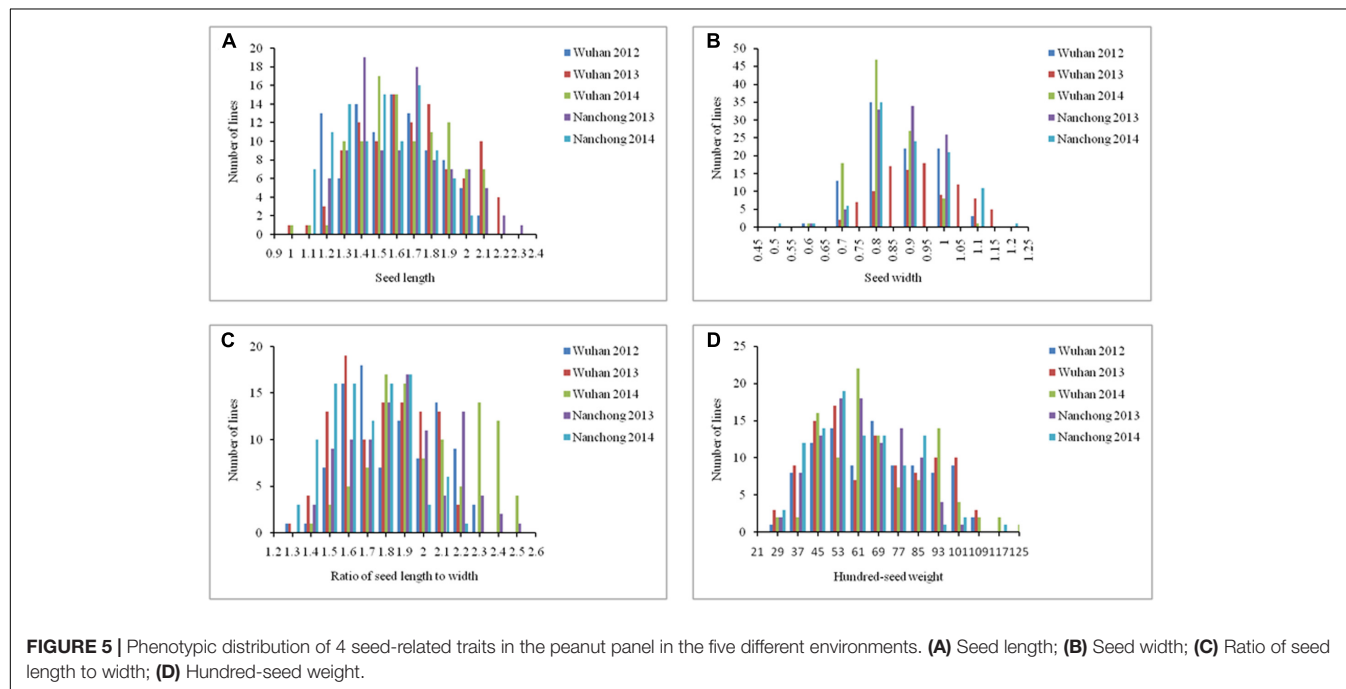 A
20
18
16
14
12
10
8
6
4
2
0
Number of lines
0.9 1 1.1 1.2 1.3 1.4 1.5 1.6 1.7 1.8 1.9 2 2.1 2.2 2.3 2.4
Seed length
Wuhan 2012
Wuhan 2013
Wuhan 2014
Nanchong 2013
Nanchong 2014
B
50
45
40
35
30
25
20
15
10
5
0
Number of lines
0.45 0.5 0.55 0.6 0.65 0.7 0.75 0.8 0.85 0.9 0.95 1 1.05 1.1 1.15 1.2 1.25
Seed width
Wuhan 2012
Wuhan 2013
Wuhan 2014
Nanchong 2013
Nanchong 2014
C
20
15
10
5
0
Number of lines
1.2 1.3 1.4 1.5 1.6 1.7 1.8 1.9 2 2.1 2.2 2.3 2.4 2.5 2.6
Ratio of seed length to width
Wuhan 2012
Wuhan 2013
Wuhan 2014
Nanchong 2013
Nanchong 2014
D
25
20
15
10
5
0
Number of lines
21 29 37 45 53 61 69 77 85 93 101 109 117 125
Hundred-seed weight
Wuhan 2012
Wuhan 2013
Wuhan 2014
Nanchong 2013
Nanchong 2014
FIGURE 5 | Phenotypic distribution of 4 seed-related traits in the peanut panel in the five different environments. (A) Seed length; (B) Seed width; (C) Ratio of seed
length to width; (D) Hundred-seed weight.